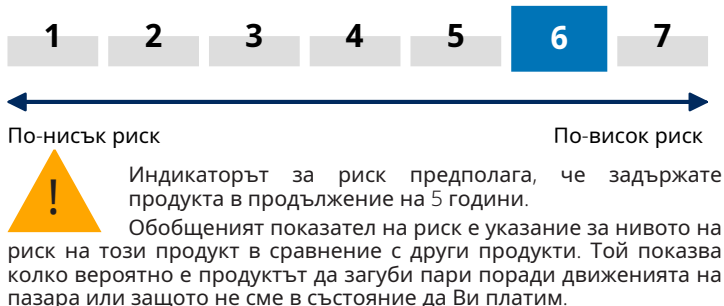 1 2 3 4 5 6 7
По-нисък риск По-висок риск
!
Индикаторът за риск предполага, че задържате
продукта в продължение на 5 години.
Обобщеният показател на риск е указание за нивото на
риск на този продукт в сравнение с други продукти. Той показва
колко вероятно е продуктът да загуби пари поради движенията на
пазара или защото не сме в състояние да Ви платим.